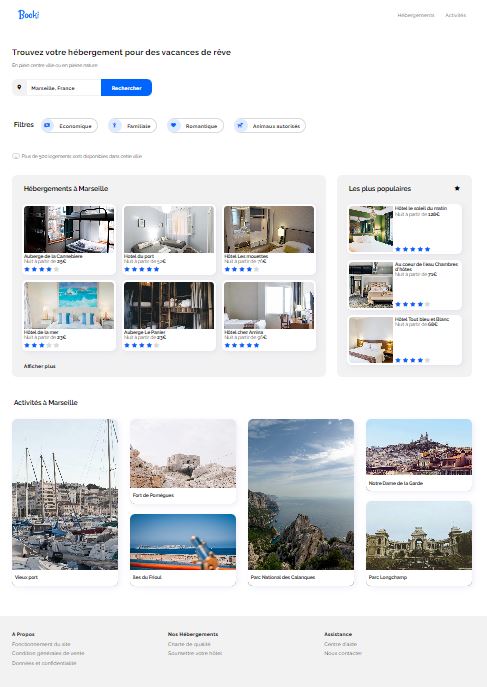 Booki
Hébergements
Activités
Trouvez votre hébergement pour des vacances de rêve
En plein centre ville ou en pleine nature
Marseille, France
Rechercher
Filtres
Economique
Familiale
Romantique
Animaux autorisés
Plus de 500 logements sont disponibles dans cette ville
Hébergements à Marseille
Auberge de la Cannebière
Nuit à partir de 25€
Hôtel du port
Nuit à partir de 52€
Hôtel Les mouettes
Nuit à partir de 76€
Hôtel de la mer
Nuit à partir de
Auberge Le Panier
Nuit à partir de 23€
Hôtel chez Amina
Nuit à partir de 96€
Afficher plus
Les plus populaires
Hôtel le soleil du matin
Nuit à partir de 128€
Au coeur de l'eau Chambres
d'hôtes
Nuit à partir de 71€
Hôtel Tout bleu et Blanc
Nuit à partir de 68€
Activités à Marseille
Vieux port
Fort de Pomègues
Iles du Frioul
Parc National des Calanques
Notre Dame de la Garde
Parc Longchamp
A Propos
Fonctionnement du site
Condition générales de vente
Données et confidentialité
Nos Hébergements
Charte de qualité
Soumettre votre hôtel
Assistance
Centre d'aide
Nous contacter